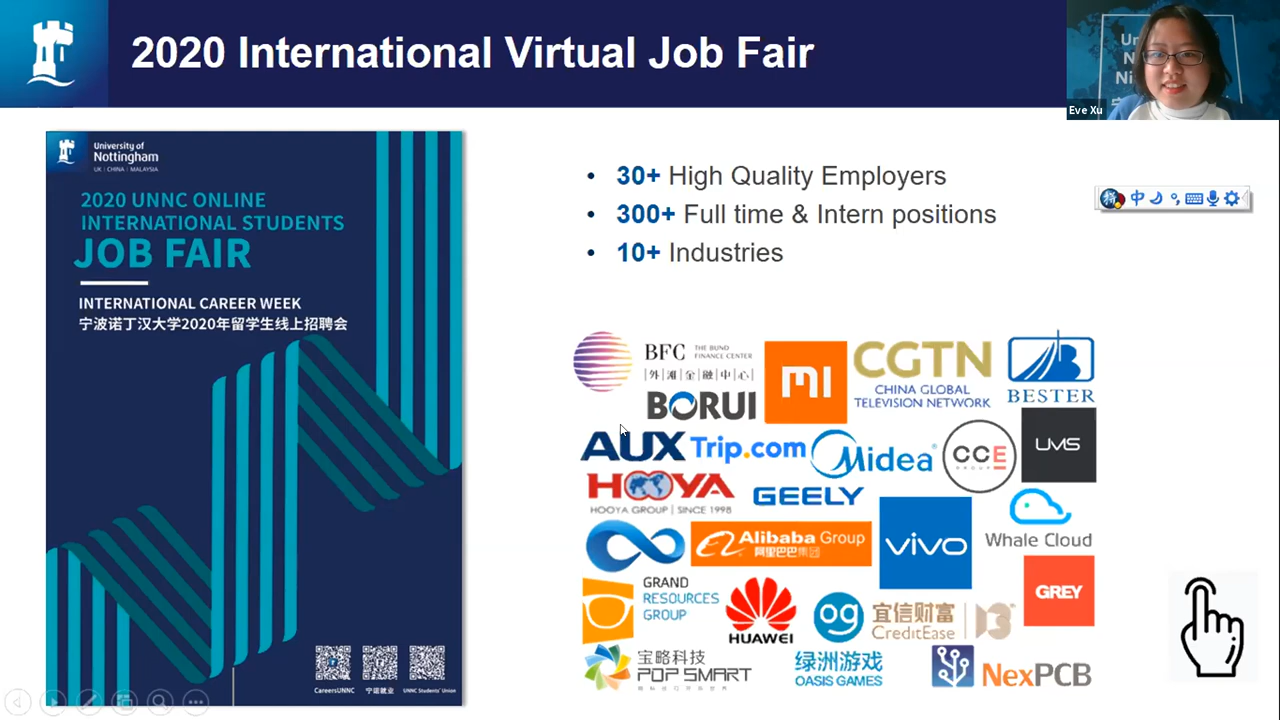 2020 International Virtual Job Fair
Eve Xu
University of
Nottingham
UK | CHINA | MALAYSIA
2020 UNNC ONLINE
INTERNATIONAL STUDENTS
JOB FAIR
INTERNATIONAL CAREER WEEK
宁波诺丁汉大学2020年留学生线上招聘会
CareersUNNC
宁诺就业
UNNC Students' Union
• 30+ High Quality Employers
• 300+ Full time & Intern positions
• 10+ Industries
中
BFC THE BUND
FINANCE CENTER
外滩金融中心
BORUI
MI
CGTN
CHINA GLOBAL
TELEVISION NETWORK
BESTER
AUX
Trip.com
Midea
CCE
GROUP
UMS
HOOYA
HOOYA GROUP | SINCE 1998
GEELY
Alibaba Group
阿里巴巴集团
vivo
Whale Cloud
GRAND
RESOURCES
GROUP
HUAWEI
og
宜信财富
CreditEase
GREY
宝略科技
POP SMART
绿洲游戏
OASIS GAMES
NexPCB